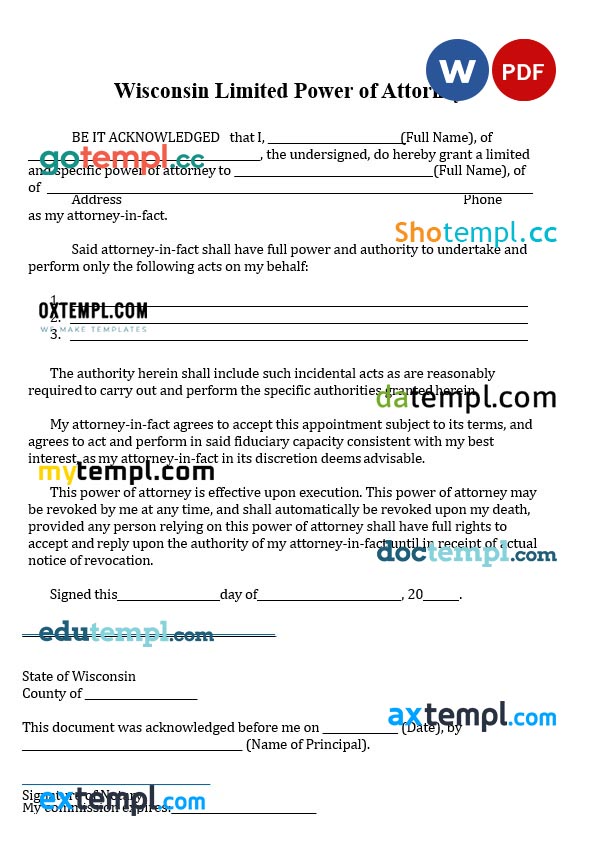 W PDF
Wisconsin Limited Power of Attorney
BE IT ACKNOWLEDGED that I, ____________________(Full Name), of
gotempl.cc
____________________, the undersigned, do hereby grant a limited
and specific power of attorney to ____________________(Full Name), of
of ____________________
Address Phone
as my attorney-in-fact.
Shotempl.cc
Said attorney-in-fact shall have full power and authority to undertake and
perform only the following acts on my behalf:
1. ____________________
OXTEMPL.COM
2. ____________________
WE MAKE TEMPLATES
3. ____________________
The authority herein shall include such incidental acts as are reasonably
required to carry out and perform the specific authorities granted herein.
datempl.com
My attorney-in-fact agrees to accept this appointment subject to its terms, and
agrees to act and perform in said fiduciary capacity consistent with my best
interest, as my attorney-in-fact in its discretion deems advisable.
mytempl.com
This power of attorney is effective upon execution. This power of attorney may
be revoked by me at any time, and shall automatically be revoked upon my death,
provided any person relying on this power of attorney shall have full rights to
accept and reply upon the authority of my attorney-in-fact until in receipt of actual
doctempl.com
notice of revocation.
Signed this________________day of______________________, 20______.
edutempl.com
State of Wisconsin
County of _________________
axtempl.com
This document was acknowledged before me on ___________ (Date), by
_________________________________ (Name of Principal).
Signature of Notary
extempl.com
My commission expires:______________________